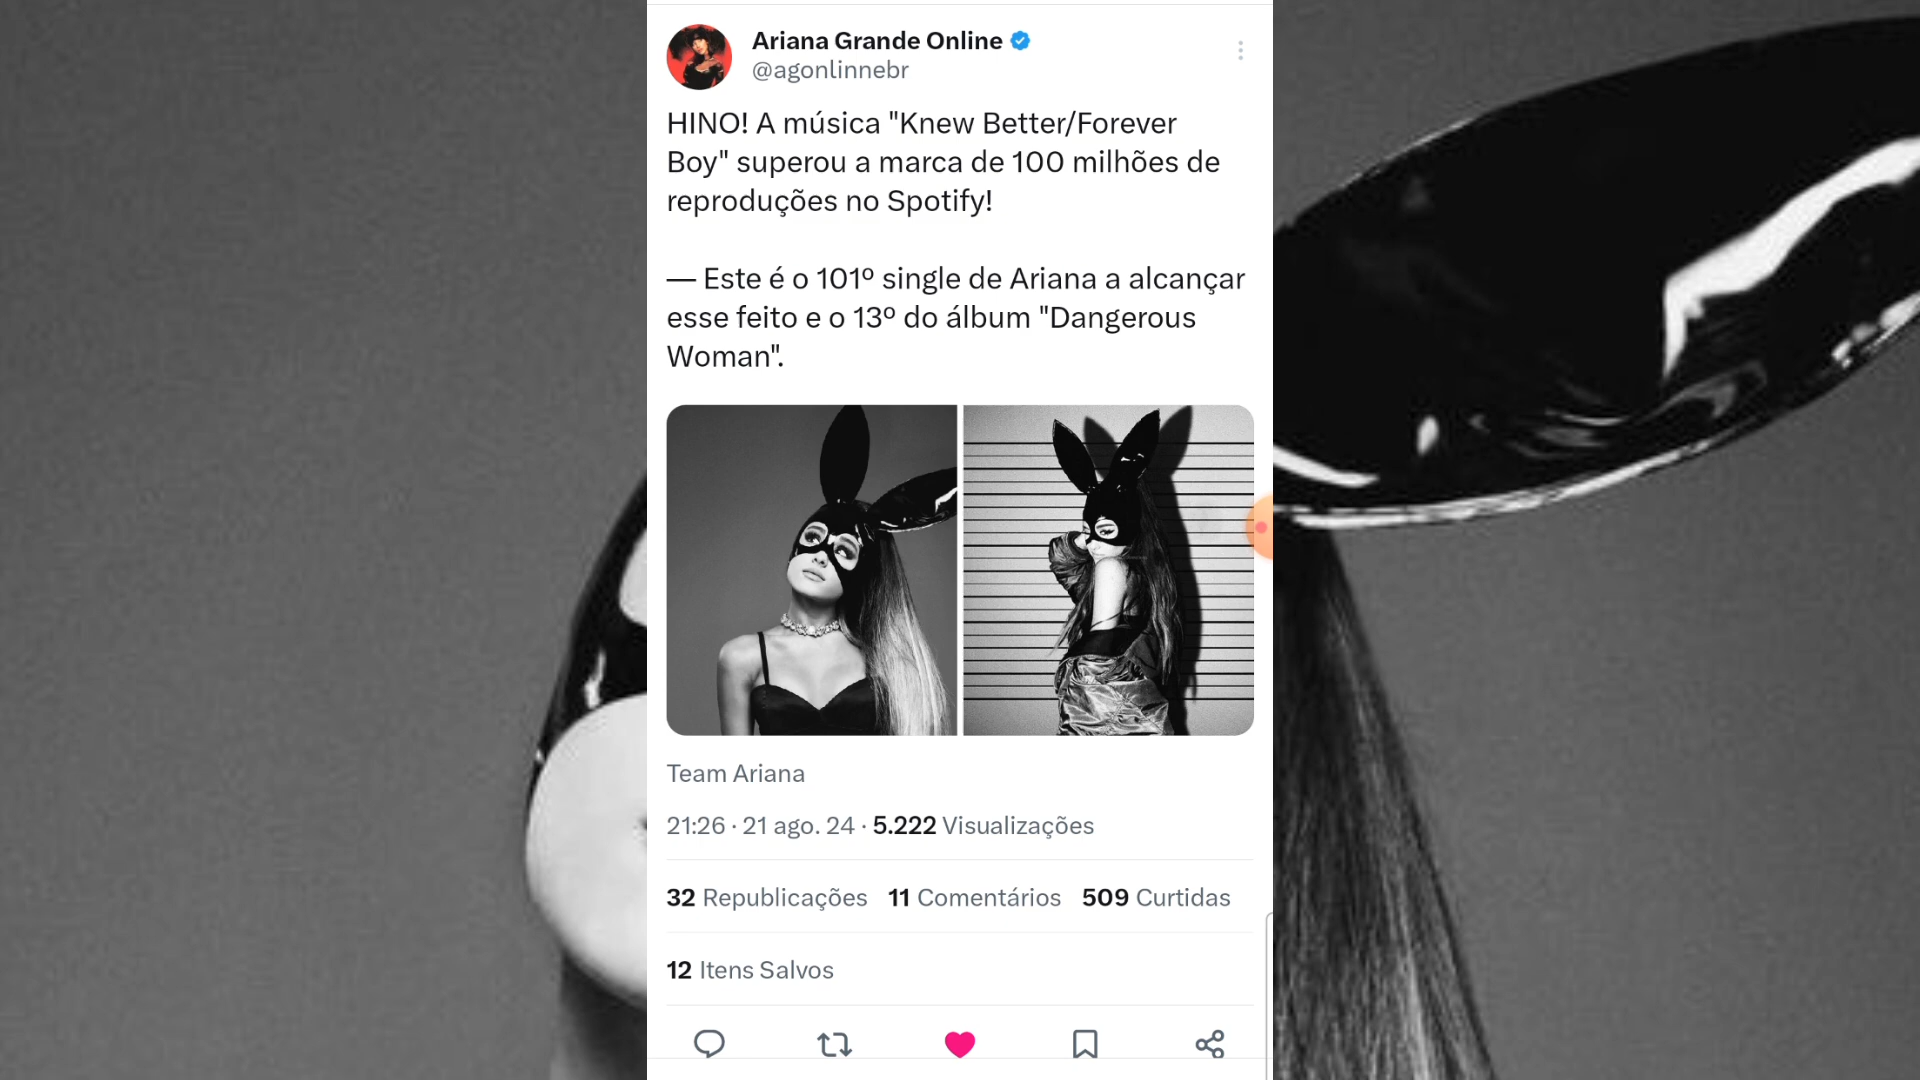 Ariana Grande Online
@agonlinnebr
HINO! A música "Knew Better/Forever
Boy" superou a marca de 100 milhões de
reproduções no Spotify!
— Este é o 101º single de Ariana a alcançar
esse feito e o 13º do álbum "Dangerous
Woman".
Team Ariana
21:26 · 21 ago. 24 · 5.222 Visualizações
32 Republicações 11 Comentários 509 Curtidas
12 Itens Salvos